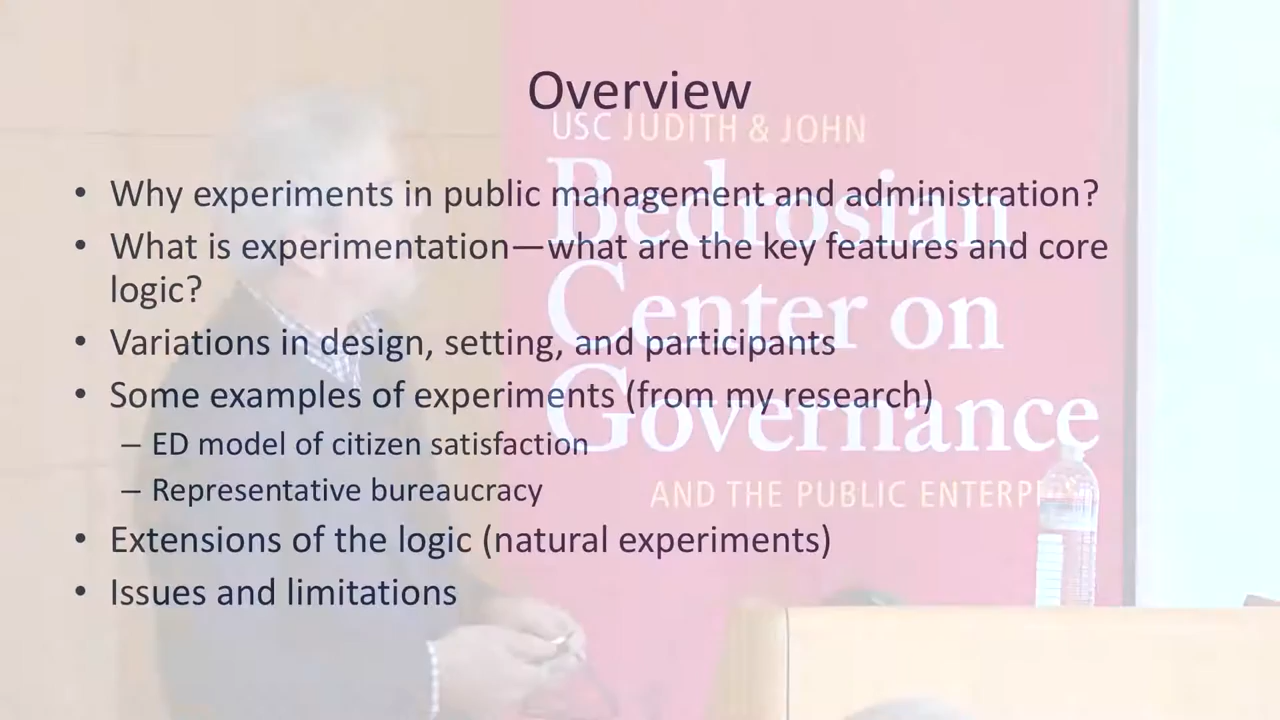 Overview
USC JUDITH & JOHN
Bedrosian
Center on
Governance
AND THE PUBLIC ENTERPRISE
• Why experiments in public management and administration?
• What is experimentation—what are the key features and core
logic?
• Variations in design, setting, and participants
• Some examples of experiments (from my research)
– ED model of citizen satisfaction
– Representative bureaucracy
• Extensions of the logic (natural experiments)
• Issues and limitations